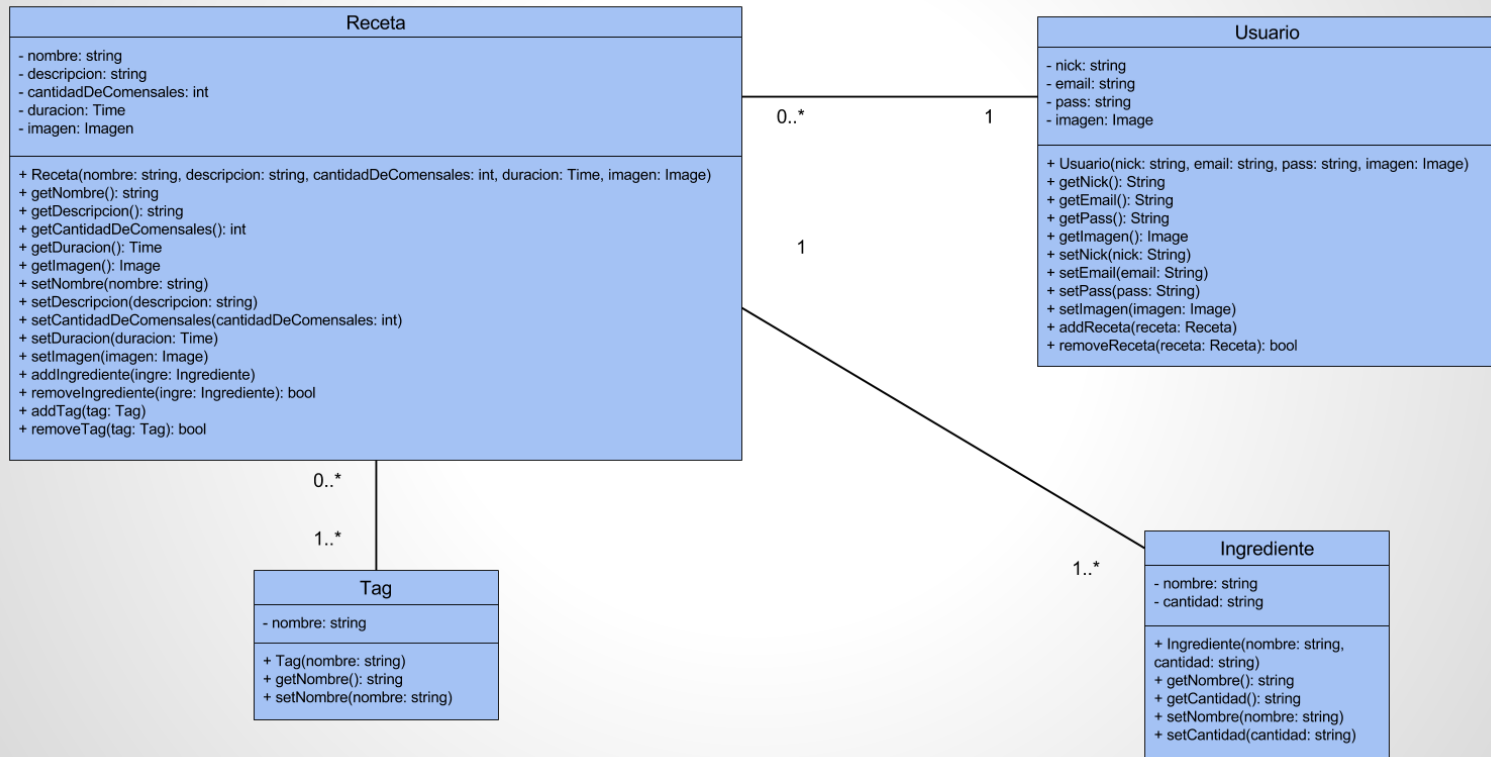 Receta
- nombre: string
- descripcion: string
- cantidadDeComensales: int
- duracion: Time
- imagen: Imagen
+ Receta(nombre: string, descripcion: string, cantidadDeComensales: int, duracion: Time, imagen: Image)
+ getNombre(): string
+ getDescripcion(): string
+ getCantidadDeComensales(): int
+ getDuracion(): Time
+ getImagen(): Image
+ setNombre(nombre: string)
+ setDescripcion(descripcion: string)
+ setCantidadDeComensales(cantidadDeComensales: int)
+ setDuracion(duracion: Time)
+ setImagen(imagen: Image)
+ addIngrediente(ingre: Ingrediente)
+ removeIngrediente(ingre: Ingrediente): bool
+ addTag(tag: Tag)
+ removeTag(tag: Tag): bool
0..*
1
Usuario
- nick: string
- email: string
- pass: string
- imagen: Image
+ Usuario(nick: string, email: string, pass: string, imagen: Image)
+ getNick(): String
+ getEmail(): String
+ getPass(): String
+ getImagen(): Image
+ setNick(nick: String)
+ setEmail(email: String)
+ setPass(pass: String)
+ setImagen(imagen: Image)
+ addReceta(receta: Receta)
+ removeReceta(receta: Receta): bool
1
0..*
1..*
Tag
- nombre: string
+ Tag(nombre: string)
+ getNombre(): string
+ setNombre(nombre: string)
1..*
Ingrediente
- nombre: string
- cantidad: string
+ Ingrediente(nombre: string,
cantidad: string)
+ getNombre(): string
+ getCantidad(): string
+ setNombre(nombre: string)
+ setCantidad(cantidad: string)